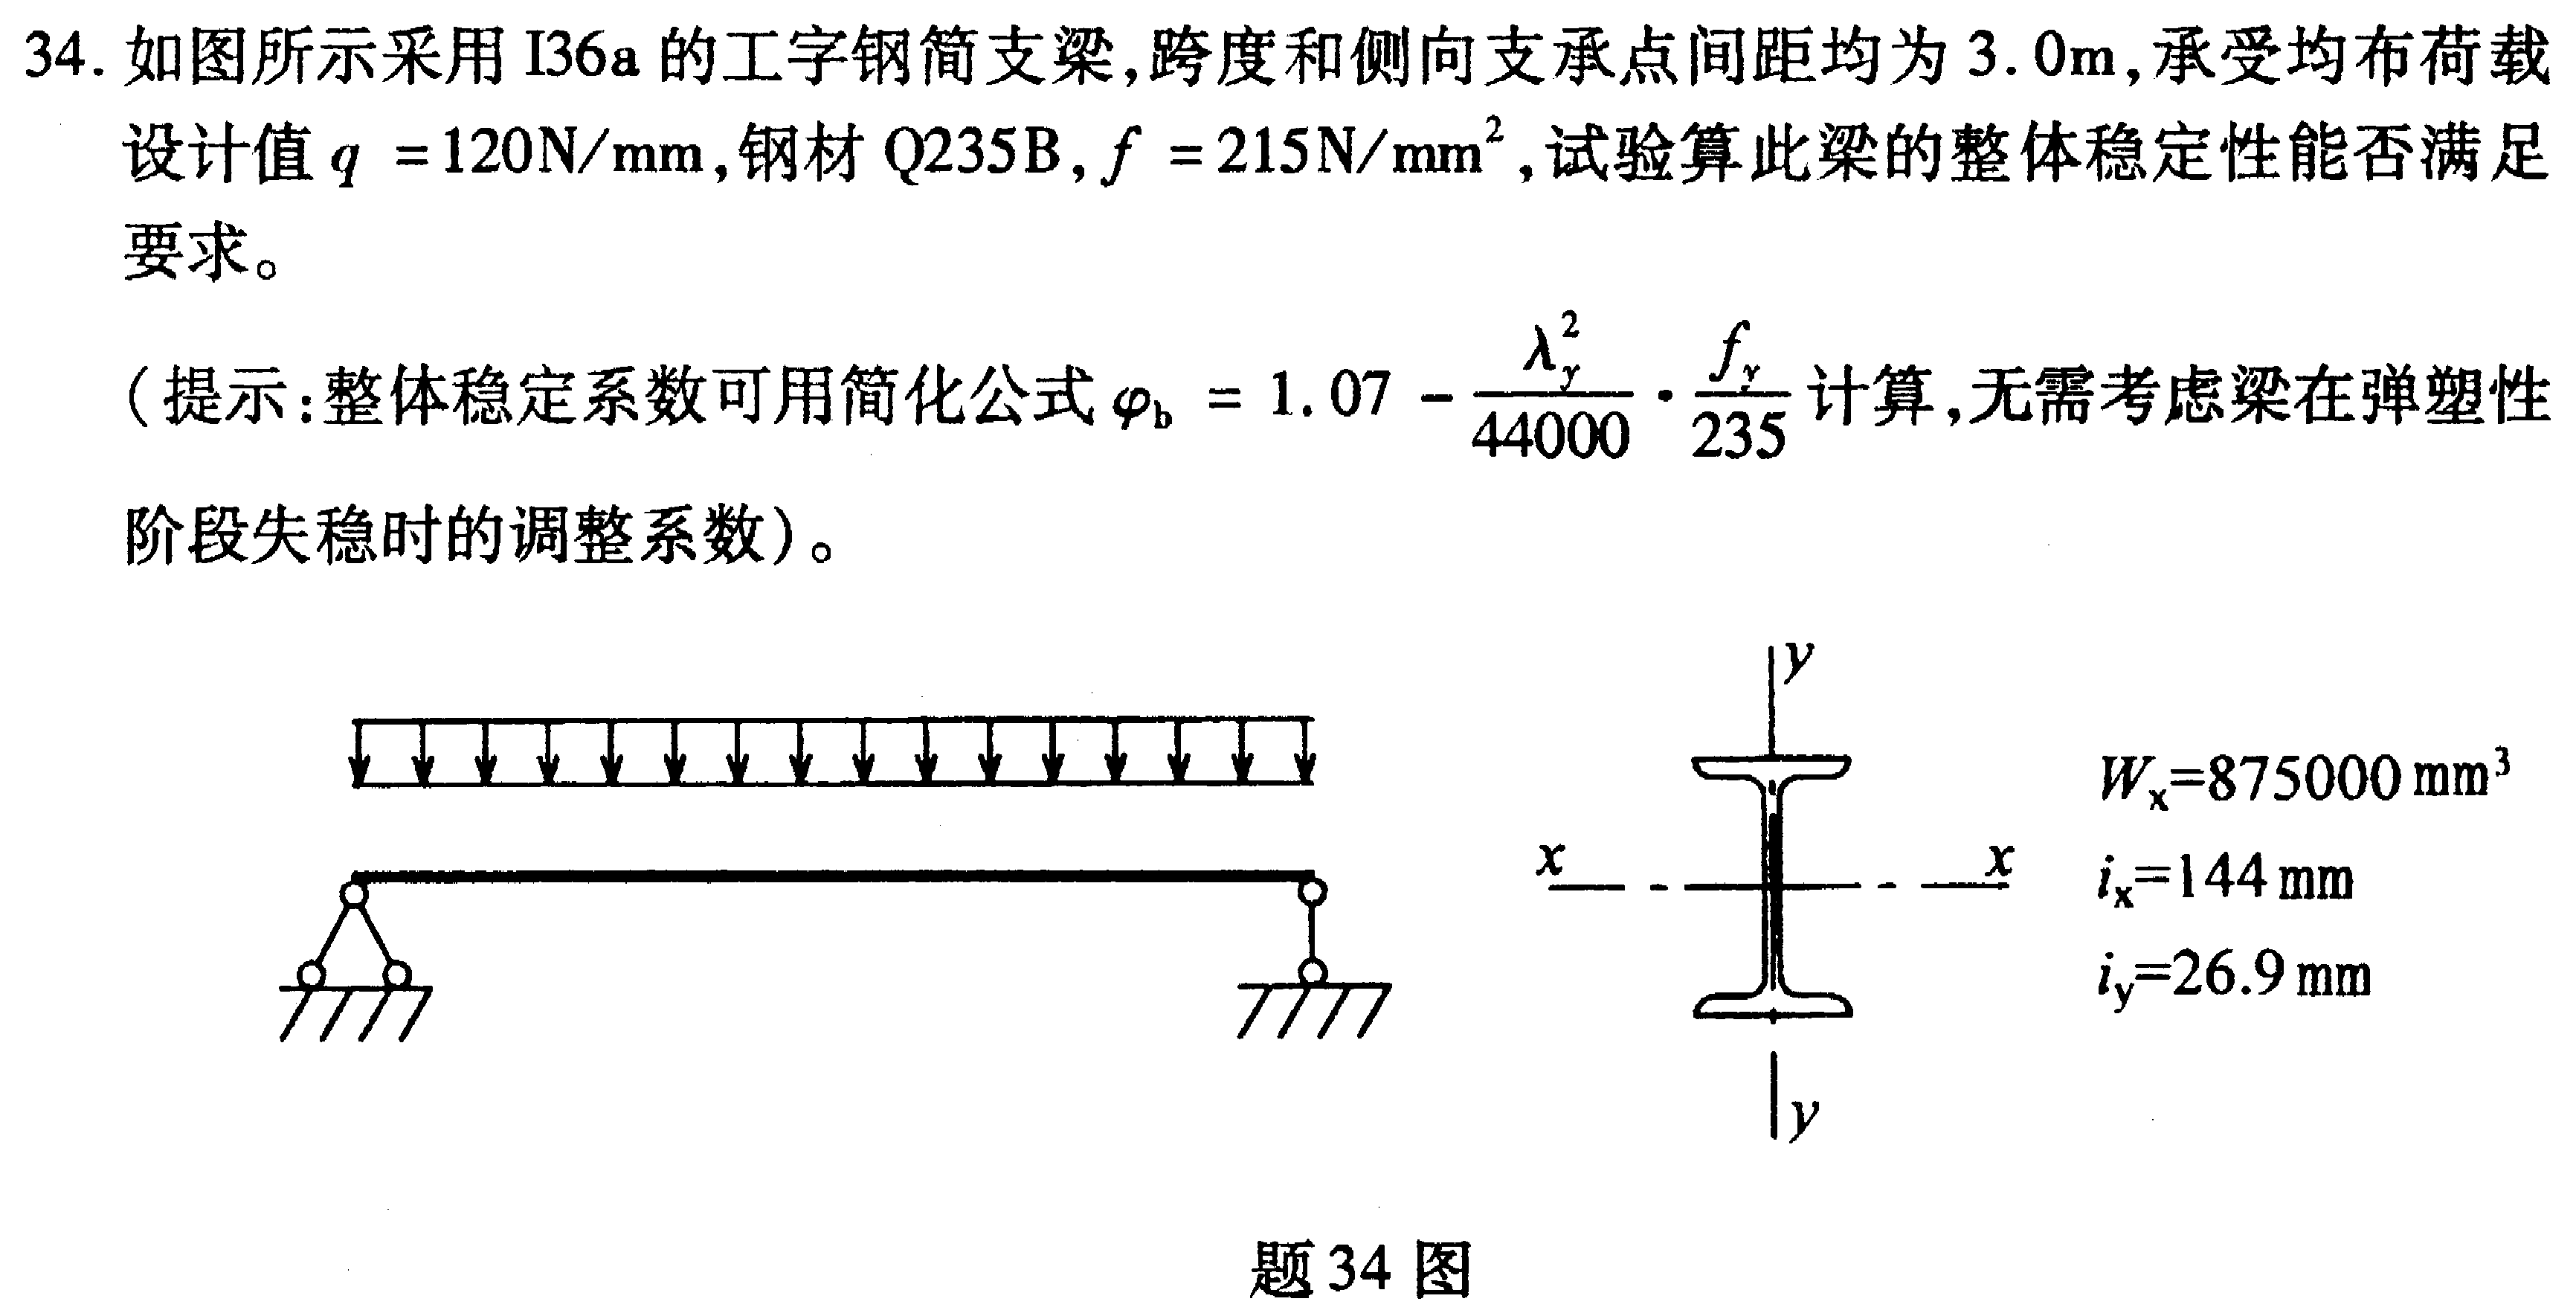 34. 如图所示采用 I36a 的工字钢简支梁,跨度和侧向支承点间距均为 3.0m,承受均布荷载
设计值 q =120N/mm,钢材 Q235B,f =215N/mm²,试验算此梁的整体稳定性能否满足
要求。
(提示:整体稳定系数可用简化公式 φb = 1.07 - λy²/44000 · fy/235 计算,无需考虑梁在弹塑性
阶段失稳时的调整系数)。
y
Wx=875000 mm³
x x ix=144 mm
iy=26.9 mm
y
题 34 图